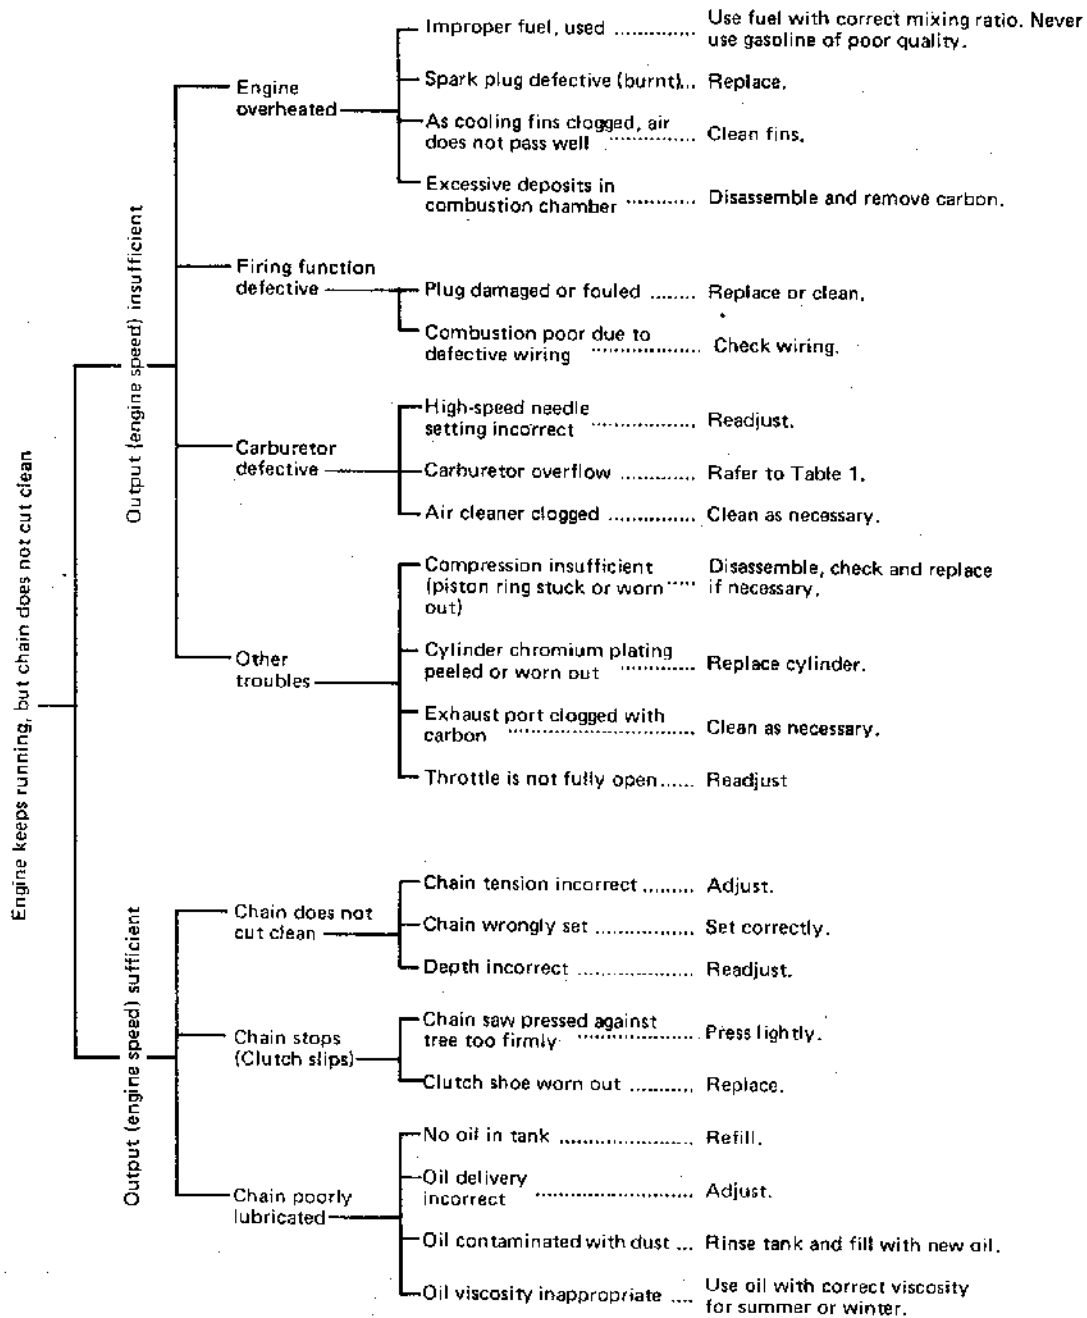 Engine keeps running, but chain does not cut clean
Output (engine speed) insufficient
Engine
overheated
Improper fuel, used ............. Use fuel with correct mixing ratio. Never
use gasoline of poor quality.
Spark plug defective (burnt)... Replace.
As cooling fins clogged, air
does not pass well ............. Clean fins.
Excessive deposits in
combustion chamber ........... Disassemble and remove carbon.
Firing function
defective
Plug damaged or fouled ........ Replace or clean.
Combustion poor due to
defective wiring ................. Check wiring.
Carburetor
defective
High-speed needle
setting incorrect ................ Readjust.
Carburetor overflow ............ Rafer to Table 1.
Air cleaner clogged .............. Clean as necessary.
Other
troubles
Compression insufficient
(piston ring stuck or worn ..... Disassemble, check and replace
out)
if necessary.
Cylinder chromium plating
peeled or worn out ............ Replace cylinder.
Exhaust port clogged with
carbon ............................. Clean as necessary.
Throttle is not fully open...... Readjust
Output (engine speed) sufficient
Chain does not
cut clean
Chain tension incorrect ......... Adjust.
Chain wrongly set ................ Set correctly.
Depth incorrect .................. Readjust.
Chain stops
(Clutch slips)
Chain saw pressed against
tree too firmly .................. Press lightly.
Clutch shoe worn out ........... Replace.
Chain poorly
lubricated
No oil in tank ..................... Refill.
Oil delivery
incorrect ......................... Adjust.
Oil contaminated with dust ... Rinse tank and fill with new oil.
Oil viscosity inappropriate .... Use oil with correct viscosity
for summer or winter.